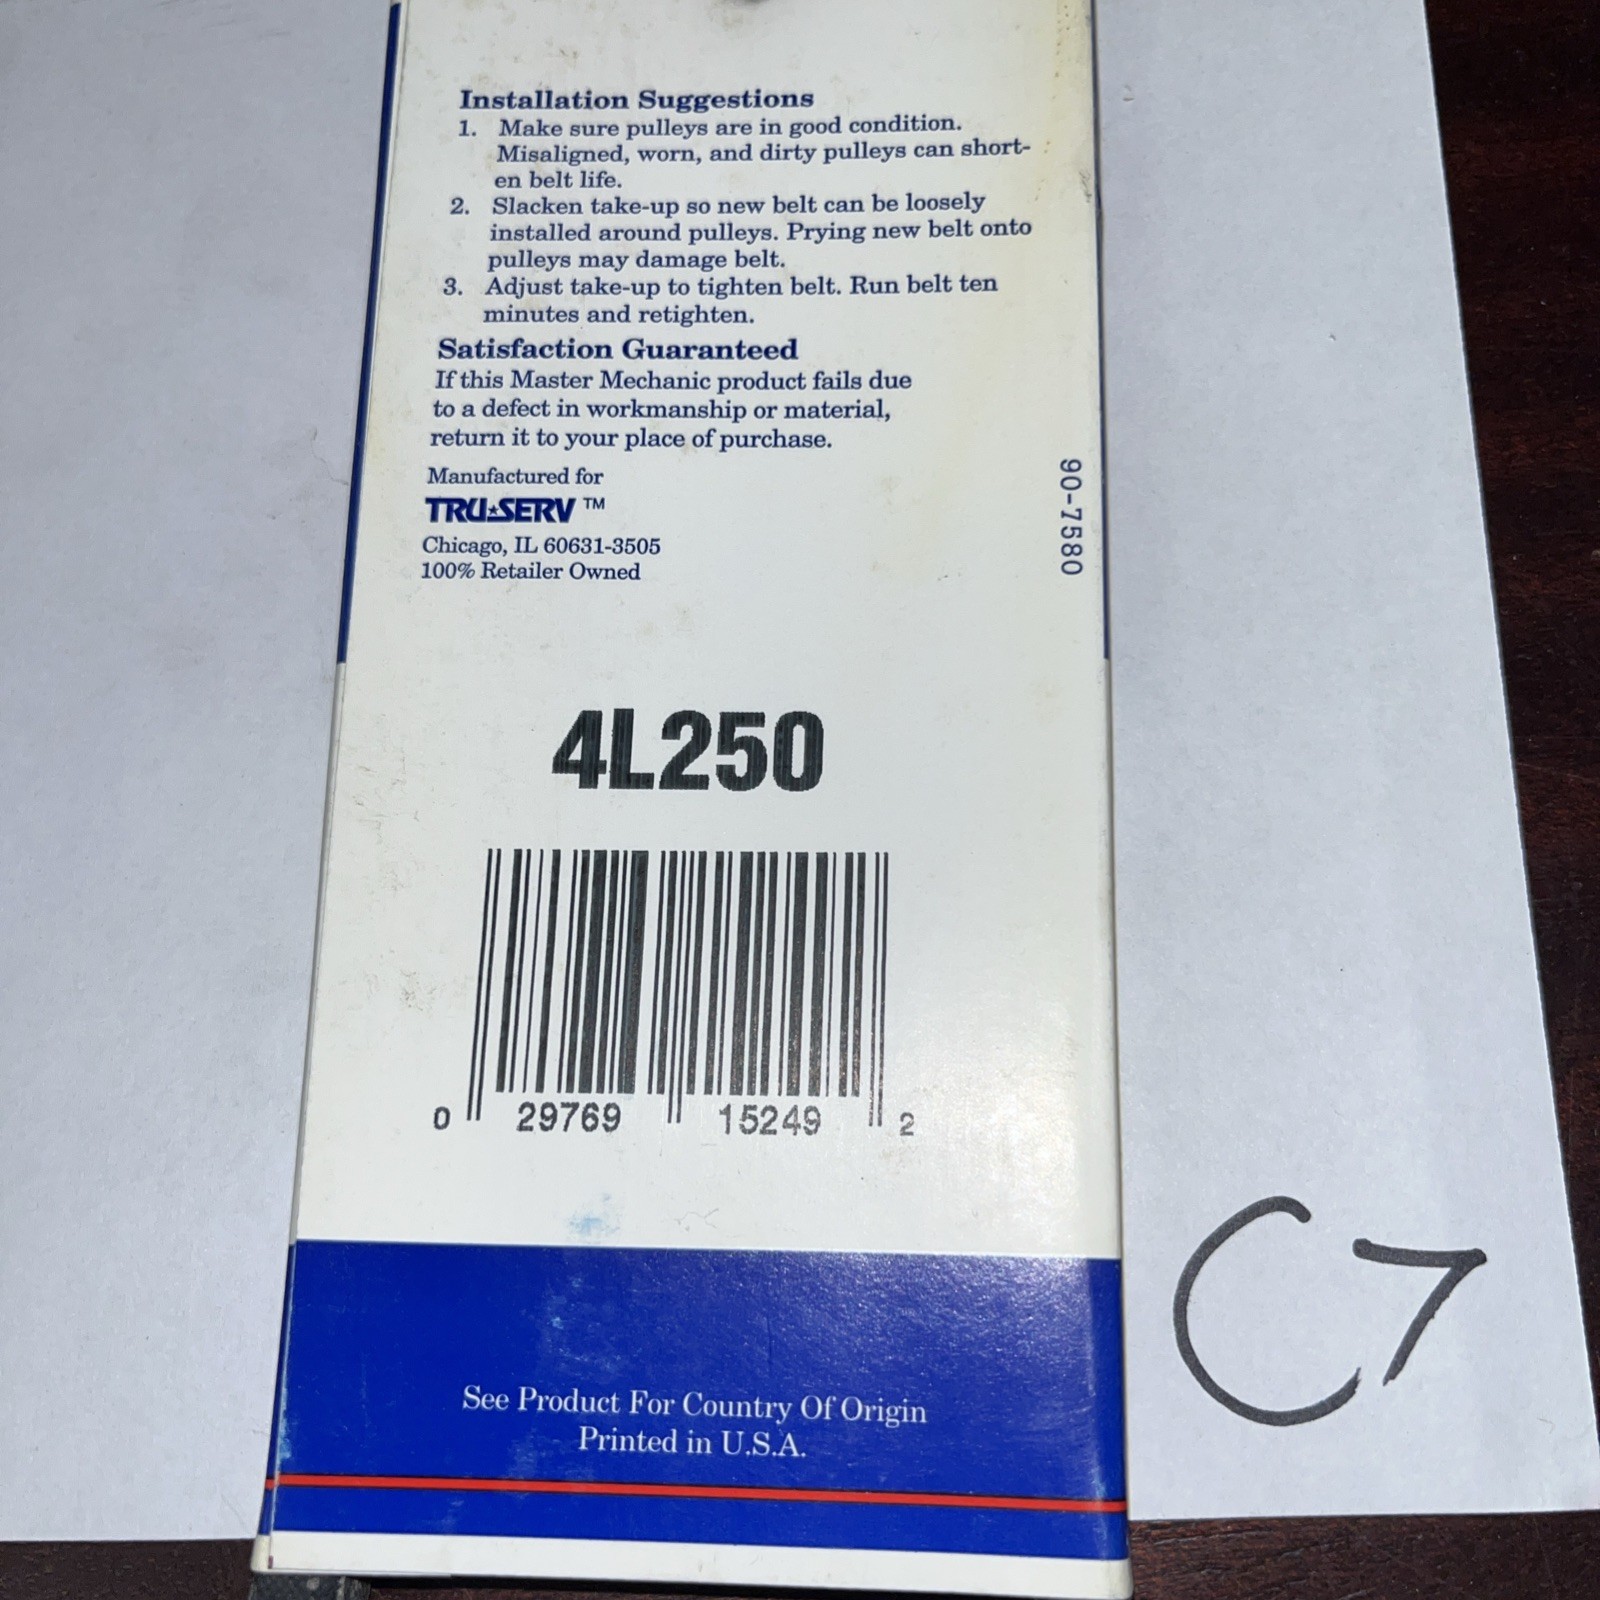 Installation Suggestions
1. Make sure pulleys are in good condition.
Misaligned, worn, and dirty pulleys can short-
en belt life.
2. Slacken take-up so new belt can be loosely
installed around pulleys. Prying new belt onto
pulleys may damage belt.
3. Adjust take-up to tighten belt. Run belt ten
minutes and retighten.
Satisfaction Guaranteed
If this Master Mechanic product fails due
to a defect in workmanship or material,
return it to your place of purchase.
Manufactured for
TRU★SERV ™
Chicago, IL 60631-3505
100% Retailer Owned
90-7580
4L250
0 29769 15249 2
C7
See Product For Country Of Origin
Printed in U.S.A.